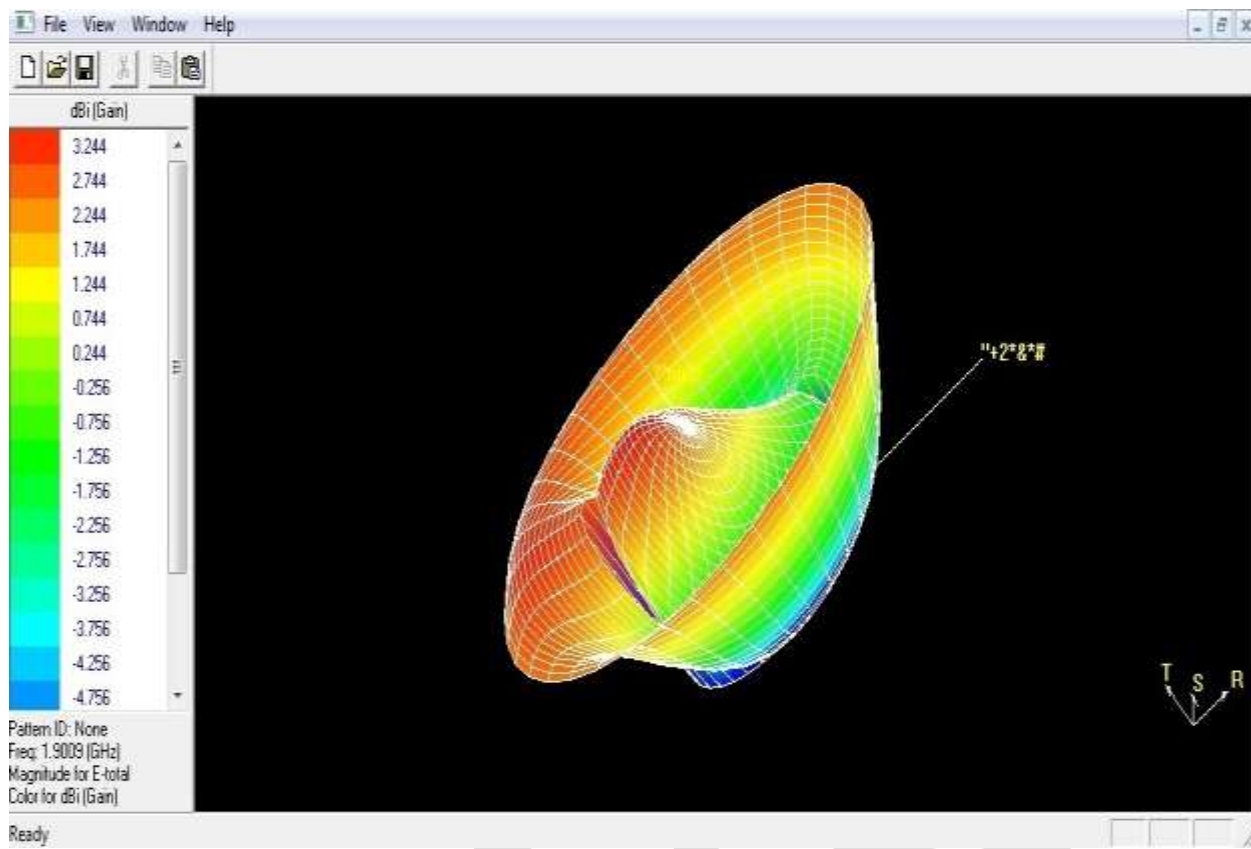 File View Window Help
dBi (Gain)
3.244
2.744
2.244
1.744
1.244
0.744
0.244
-0.256
-0.756
-1.256
-1.756
-2.256
-2.756
-3.256
-3.756
-4.256
-4.756
"+2*&*#
T S R
Pattern ID: None
Freq: 1.9009 (GHz)
Magnitude for E-total
Color for dBi (Gain)
Ready